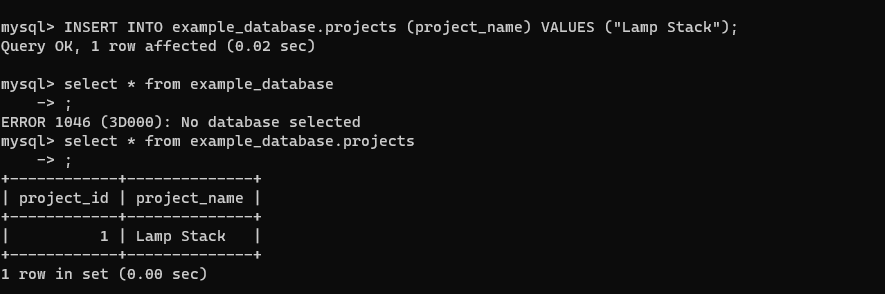 mysql> INSERT INTO example_database.projects (project_name) VALUES ("Lamp Stack");
Query OK, 1 row affected (0.02 sec)
mysql> select * from example_database
    -> ;
ERROR 1046 (3D000): No database selected
mysql> select * from example_database.projects
    -> ;
+------------+--------------+
| project_id | project_name |
+------------+--------------+
|          1 | Lamp Stack   |
+------------+--------------+
1 row in set (0.00 sec)